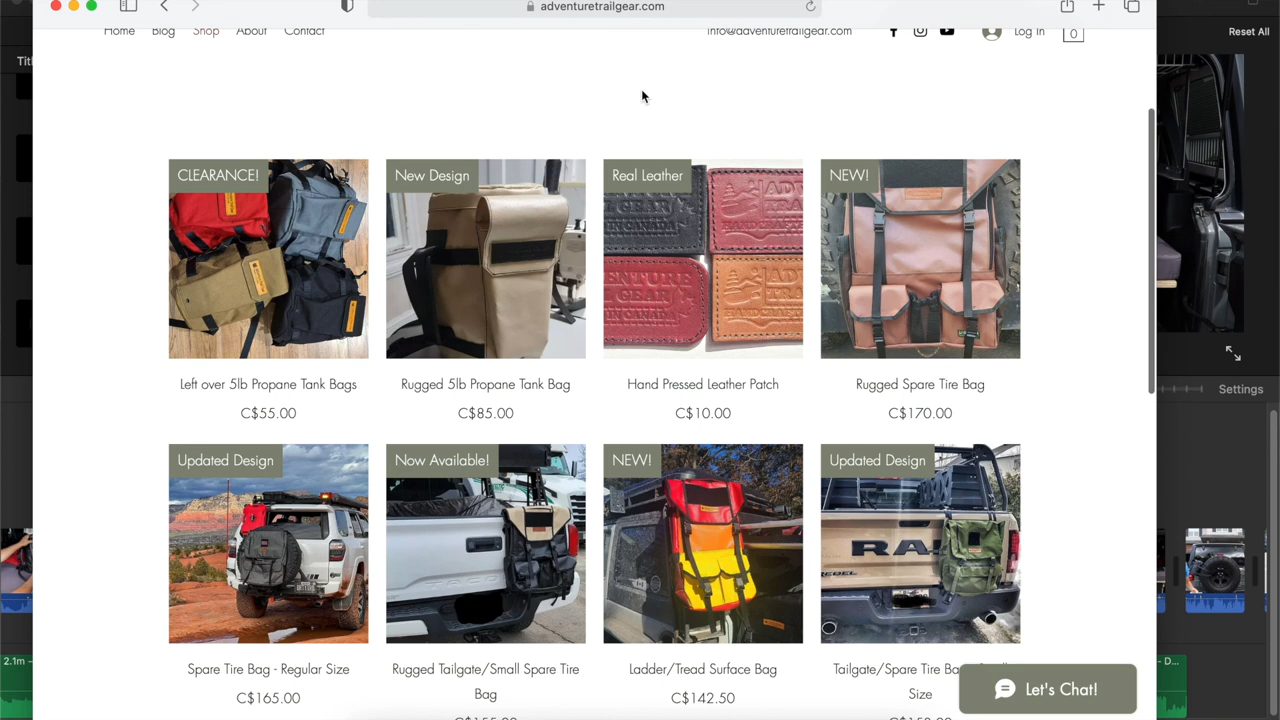 adventuretrailgear.com
Reset All
Home Blog Shop About Contact
info@adventuretrailgear.com
Log In
0
CLEARANCE!
New Design
Real Leather
NEW!
Left over 5lb Propane Tank Bags
C$55.00
Rugged 5lb Propane Tank Bag
C$85.00
Hand Pressed Leather Patch
C$10.00
Rugged Spare Tire Bag
C$170.00
Settings
Updated Design
Now Available!
NEW!
Updated Design
Spare Tire Bag - Regular Size
C$165.00
Rugged Tailgate/Small Spare Tire
Bag
Ladder/Tread Surface Bag
C$142.50
Tailgate/Spare Tire
Size
Let's Chat!
2.1m